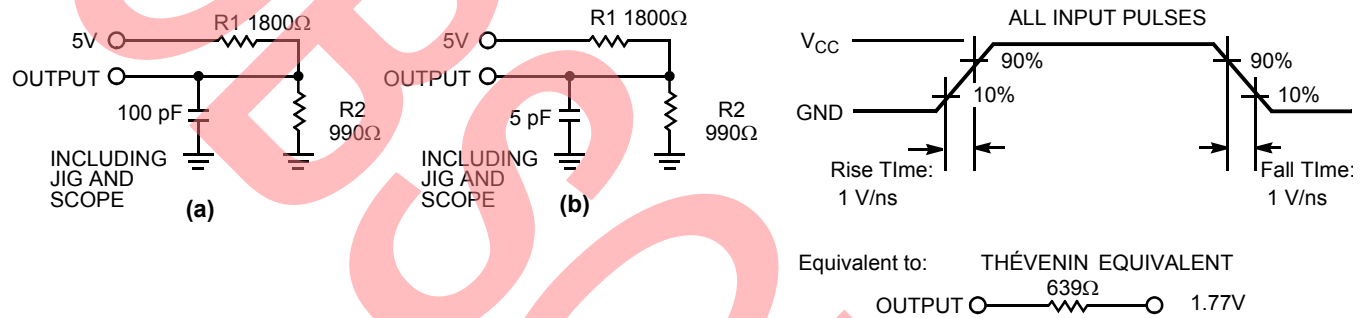 R1 1800Ω
5V
OUTPUT
100 pF
R2
990Ω
INCLUDING
JIG AND
SCOPE
(a)
R1 1800Ω
5V
OUTPUT
5 pF
R2
990Ω
INCLUDING
JIG AND
SCOPE
(b)
ALL INPUT PULSES
VCC
90%
90%
10%
10%
GND
Rise TIme:
1 V/ns
Fall TIme:
1 V/ns
Equivalent to: THÉVENIN EQUIVALENT
639Ω
OUTPUT 1.77V